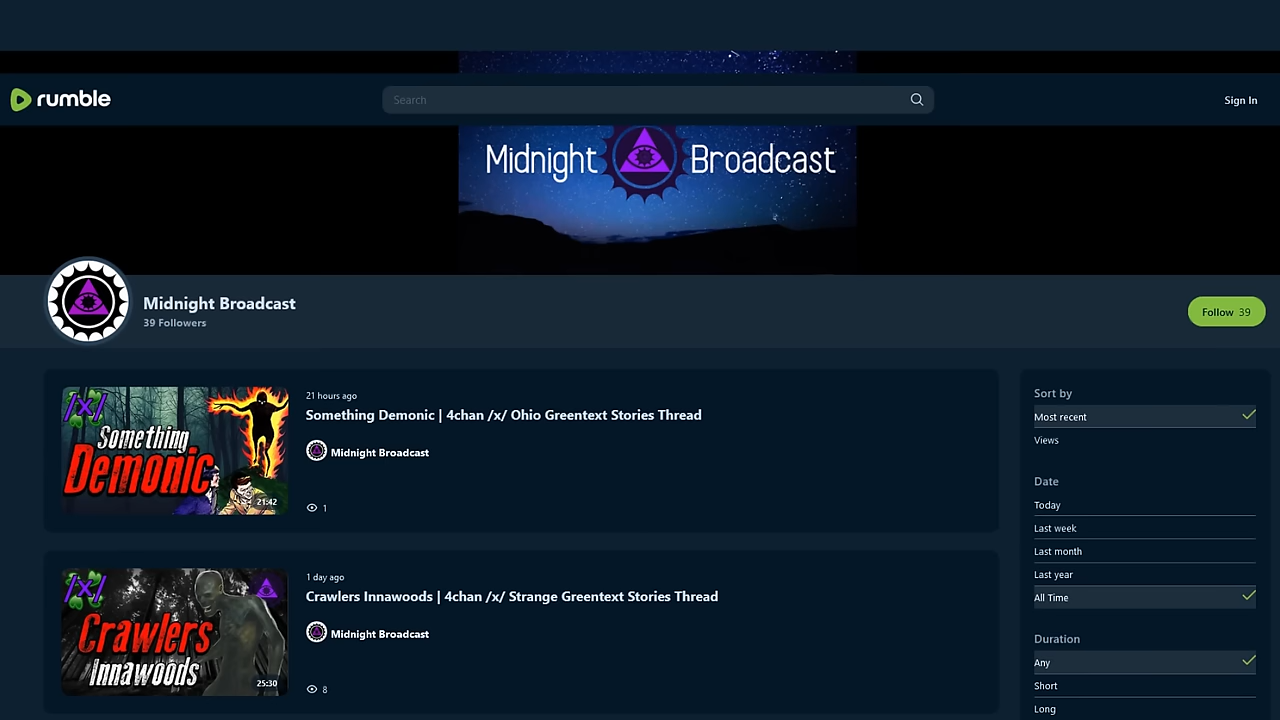 rumble
Search
Sign In
Midnight Broadcast
Midnight Broadcast
39 Followers
Follow 39
/x/
Something
Demonic
21:42
21 hours ago
Something Demonic | 4chan /x/ Ohio Greentext Stories Thread
Midnight Broadcast
1
/x/
Crawlers
Innawoods
25:30
1 day ago
Crawlers Innawoods | 4chan /x/ Strange Greentext Stories Thread
Midnight Broadcast
8
Sort by
Most recent
Views
Date
Today
Last week
Last month
Last year
All Time
Duration
Any
Short
Long